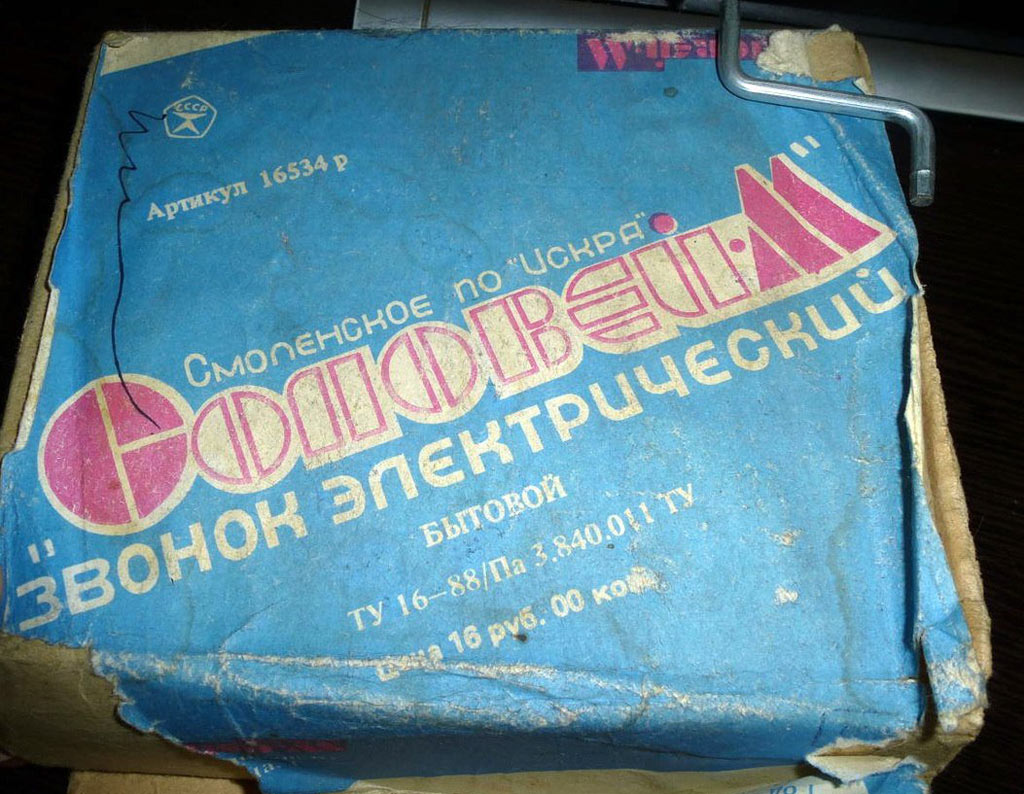 СССР
Артикул 16534 р
Смоленское по "Искра"
"Соловей-М"
Звонок электрический
БЫТОВОЙ
ТУ 16–88/Па 3.840.011 ТУ
Цена 16 руб. 00 коп